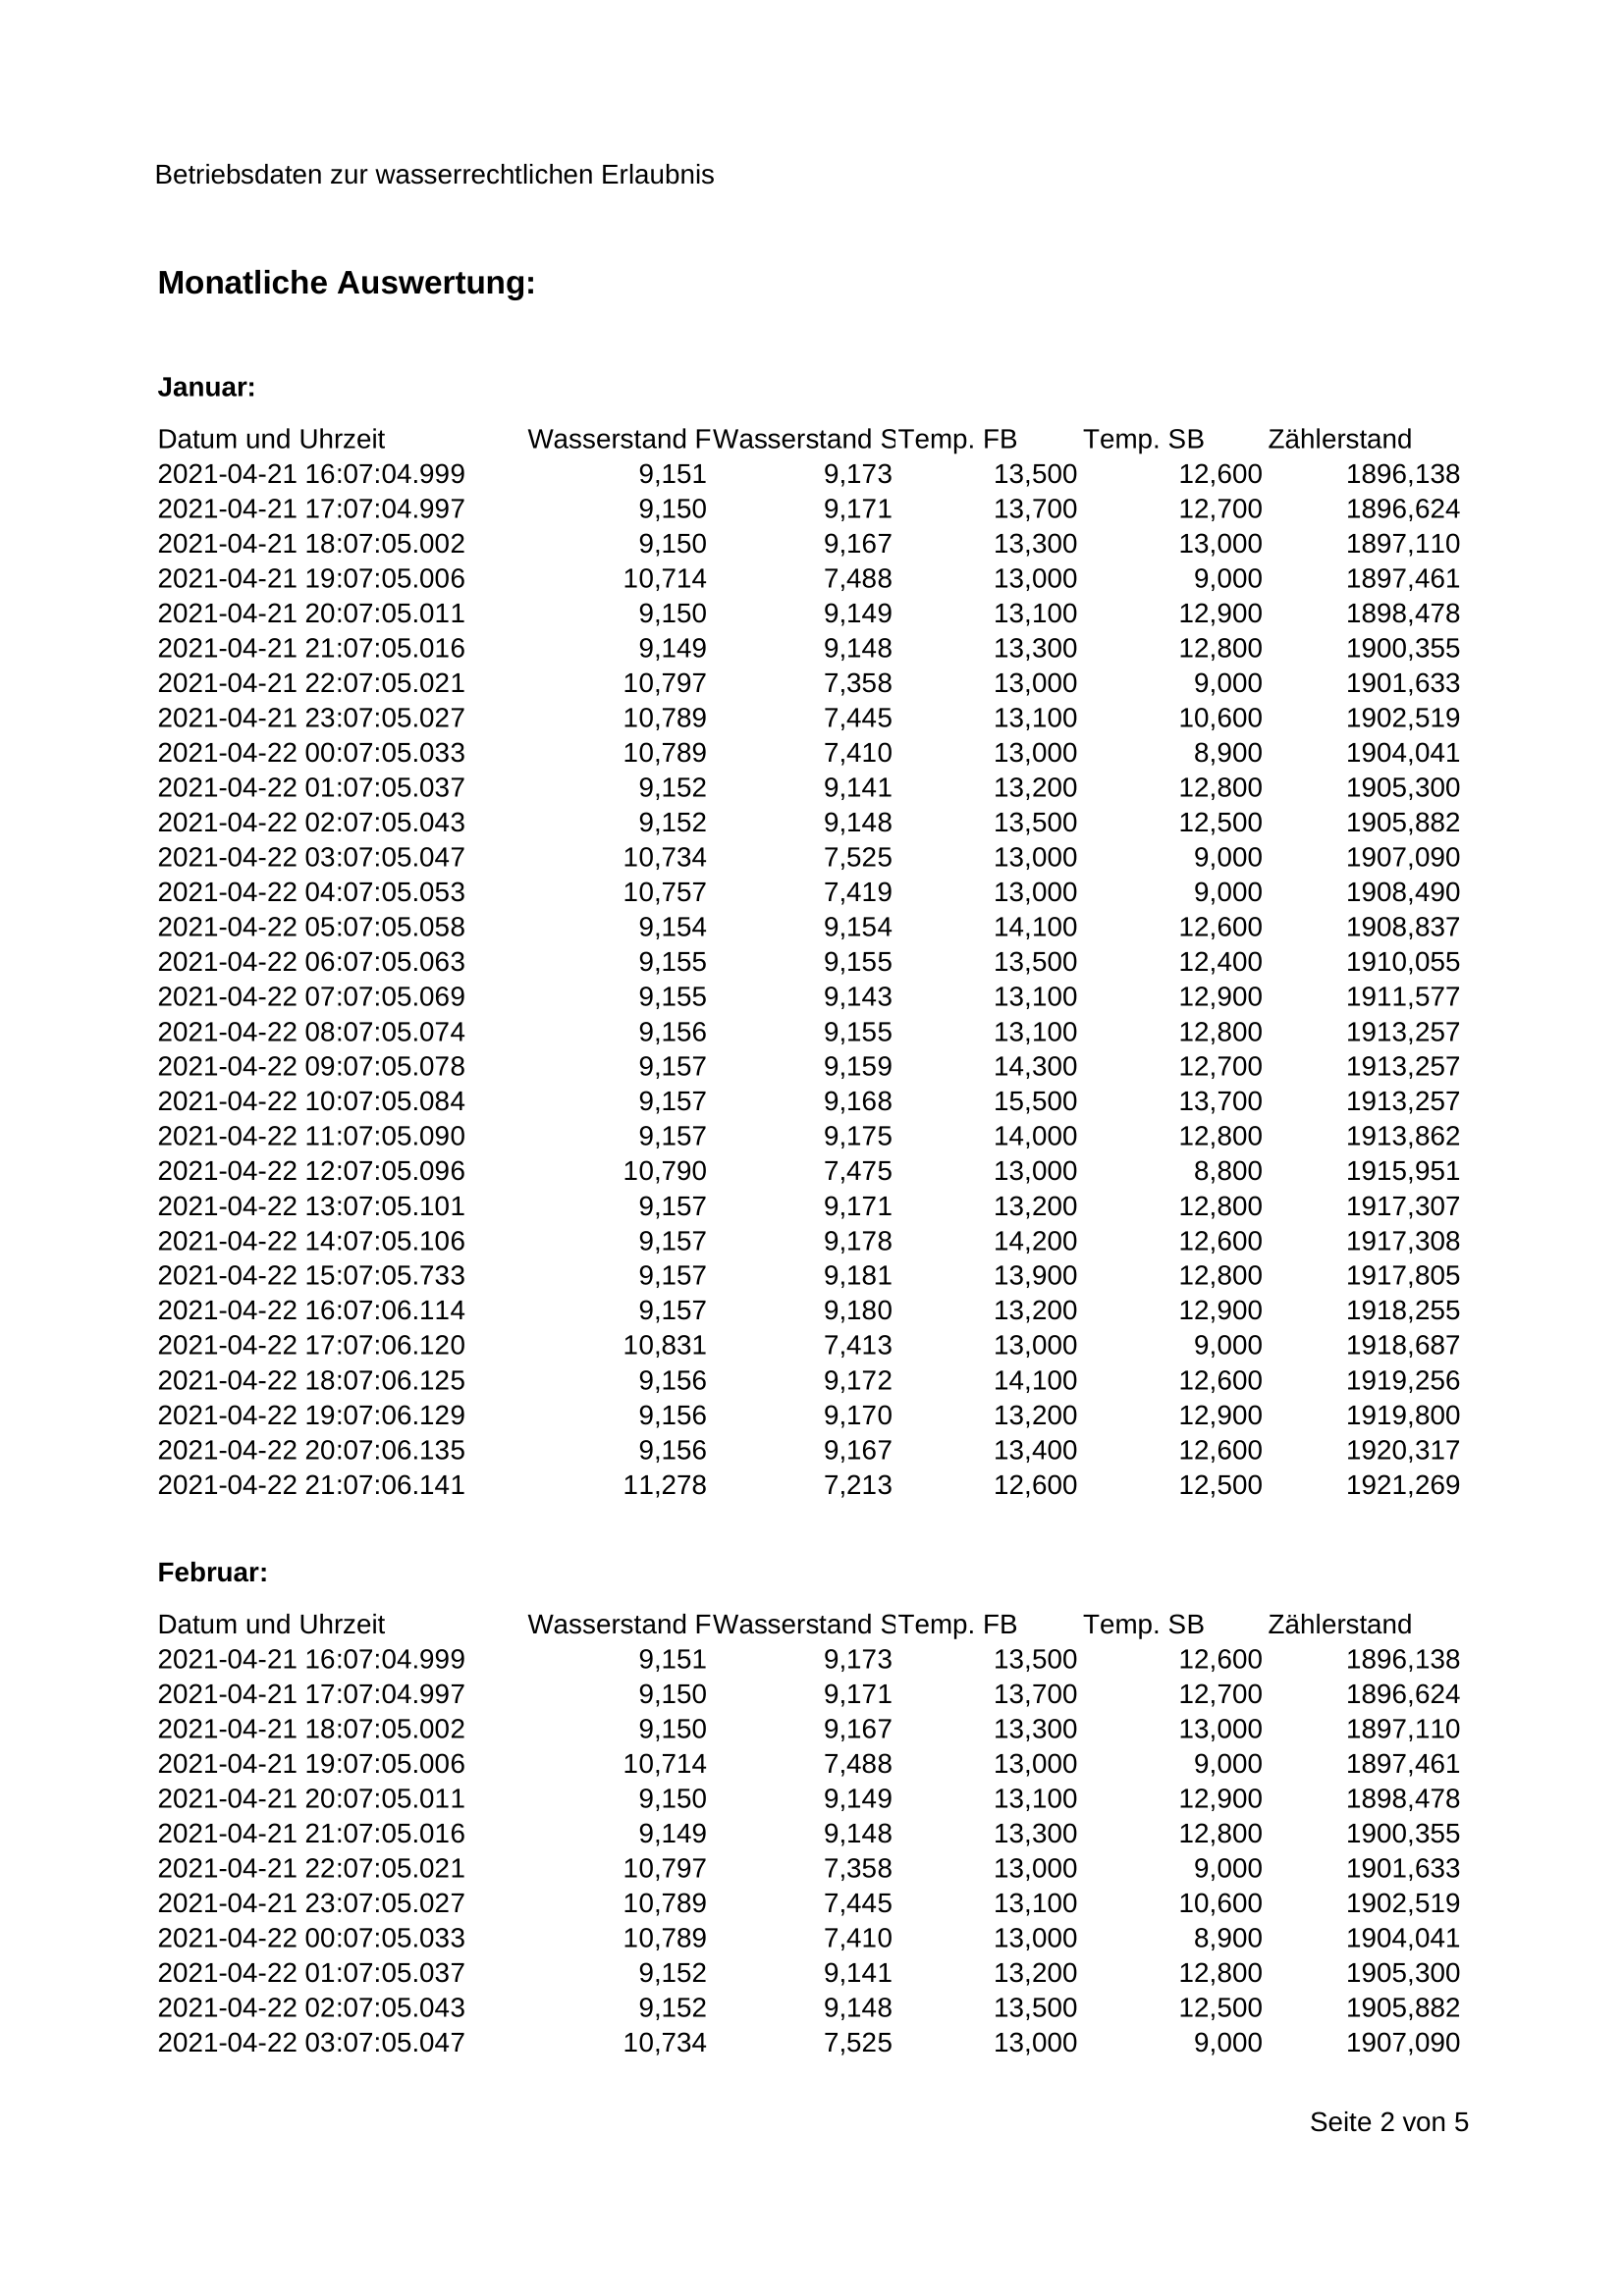 Betriebsdaten zur wasserrechtlichen Erlaubnis
Monatliche Auswertung:
Januar:
Datum und Uhrzeit Wasserstand F Wasserstand S Temp. FB Temp. SB Zählerstand
2021-04-21 16:07:04.999 9,151 9,173 13,500 12,600 1896,138
2021-04-21 17:07:04.997 9,150 9,171 13,700 12,700 1896,624
2021-04-21 18:07:05.002 9,150 9,167 13,300 13,000 1897,110
2021-04-21 19:07:05.006 10,714 7,488 13,000 9,000 1897,461
2021-04-21 20:07:05.011 9,150 9,149 13,100 12,900 1898,478
2021-04-21 21:07:05.016 9,149 9,148 13,300 12,800 1900,355
2021-04-21 22:07:05.021 10,797 7,358 13,000 9,000 1901,633
2021-04-21 23:07:05.027 10,789 7,445 13,100 10,600 1902,519
2021-04-22 00:07:05.033 10,789 7,410 13,000 8,900 1904,041
2021-04-22 01:07:05.037 9,152 9,141 13,200 12,800 1905,300
2021-04-22 02:07:05.043 9,152 9,148 13,500 12,500 1905,882
2021-04-22 03:07:05.047 10,734 7,525 13,000 9,000 1907,090
2021-04-22 04:07:05.053 10,757 7,419 13,000 9,000 1908,490
2021-04-22 05:07:05.058 9,154 9,154 14,100 12,600 1908,837
2021-04-22 06:07:05.063 9,155 9,155 13,500 12,400 1910,055
2021-04-22 07:07:05.069 9,155 9,143 13,100 12,900 1911,577
2021-04-22 08:07:05.074 9,156 9,155 13,100 12,800 1913,257
2021-04-22 09:07:05.078 9,157 9,159 14,300 12,700 1913,257
2021-04-22 10:07:05.084 9,157 9,168 15,500 13,700 1913,257
2021-04-22 11:07:05.090 9,157 9,175 14,000 12,800 1913,862
2021-04-22 12:07:05.096 10,790 7,475 13,000 8,800 1915,951
2021-04-22 13:07:05.101 9,157 9,171 13,200 12,800 1917,307
2021-04-22 14:07:05.106 9,157 9,178 14,200 12,600 1917,308
2021-04-22 15:07:05.733 9,157 9,181 13,900 12,800 1917,805
2021-04-22 16:07:06.114 9,157 9,180 13,200 12,900 1918,255
2021-04-22 17:07:06.120 10,831 7,413 13,000 9,000 1918,687
2021-04-22 18:07:06.125 9,156 9,172 14,100 12,600 1919,256
2021-04-22 19:07:06.129 9,156 9,170 13,200 12,900 1919,800
2021-04-22 20:07:06.135 9,156 9,167 13,400 12,600 1920,317
2021-04-22 21:07:06.141 11,278 7,213 12,600 12,500 1921,269
Februar:
Datum und Uhrzeit Wasserstand F Wasserstand S Temp. FB Temp. SB Zählerstand
2021-04-21 16:07:04.999 9,151 9,173 13,500 12,600 1896,138
2021-04-21 17:07:04.997 9,150 9,171 13,700 12,700 1896,624
2021-04-21 18:07:05.002 9,150 9,167 13,300 13,000 1897,110
2021-04-21 19:07:05.006 10,714 7,488 13,000 9,000 1897,461
2021-04-21 20:07:05.011 9,150 9,149 13,100 12,900 1898,478
2021-04-21 21:07:05.016 9,149 9,148 13,300 12,800 1900,355
2021-04-21 22:07:05.021 10,797 7,358 13,000 9,000 1901,633
2021-04-21 23:07:05.027 10,789 7,445 13,100 10,600 1902,519
2021-04-22 00:07:05.033 10,789 7,410 13,000 8,900 1904,041
2021-04-22 01:07:05.037 9,152 9,141 13,200 12,800 1905,300
2021-04-22 02:07:05.043 9,152 9,148 13,500 12,500 1905,882
2021-04-22 03:07:05.047 10,734 7,525 13,000 9,000 1907,090
Seite 2 von 5